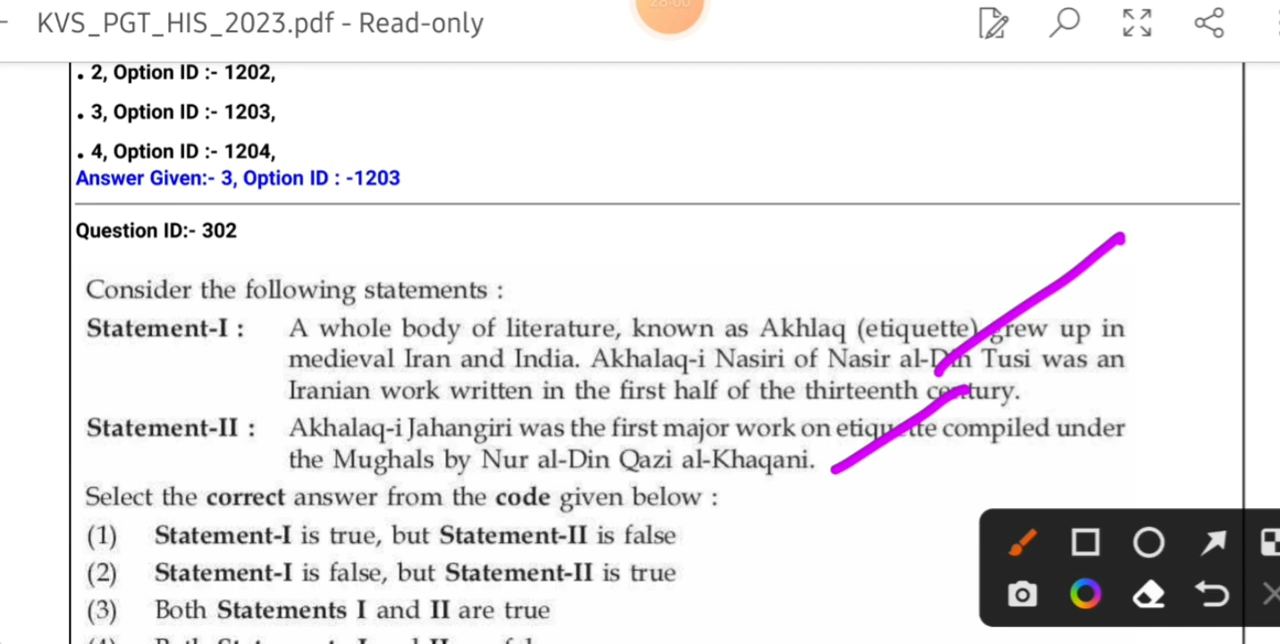 KVS_PGT_HIS_2023.pdf - Read-only
28:00
. 2, Option ID :- 1202,
. 3, Option ID :- 1203,
. 4, Option ID :- 1204,
Answer Given:- 3, Option ID : -1203
Question ID:- 302
Consider the following statements :
Statement-I : A whole body of literature, known as Akhlaq (etiquette) grew up in
medieval Iran and India. Akhalaq-i Nasiri of Nasir al-Din Tusi was an
Iranian work written in the first half of the thirteenth century.
Statement-II : Akhalaq-i Jahangiri was the first major work on etiquette compiled under
the Mughals by Nur al-Din Qazi al-Khaqani.
Select the correct answer from the code given below :
(1) Statement-I is true, but Statement-II is false
(2) Statement-I is false, but Statement-II is true
(3) Both Statements I and II are true